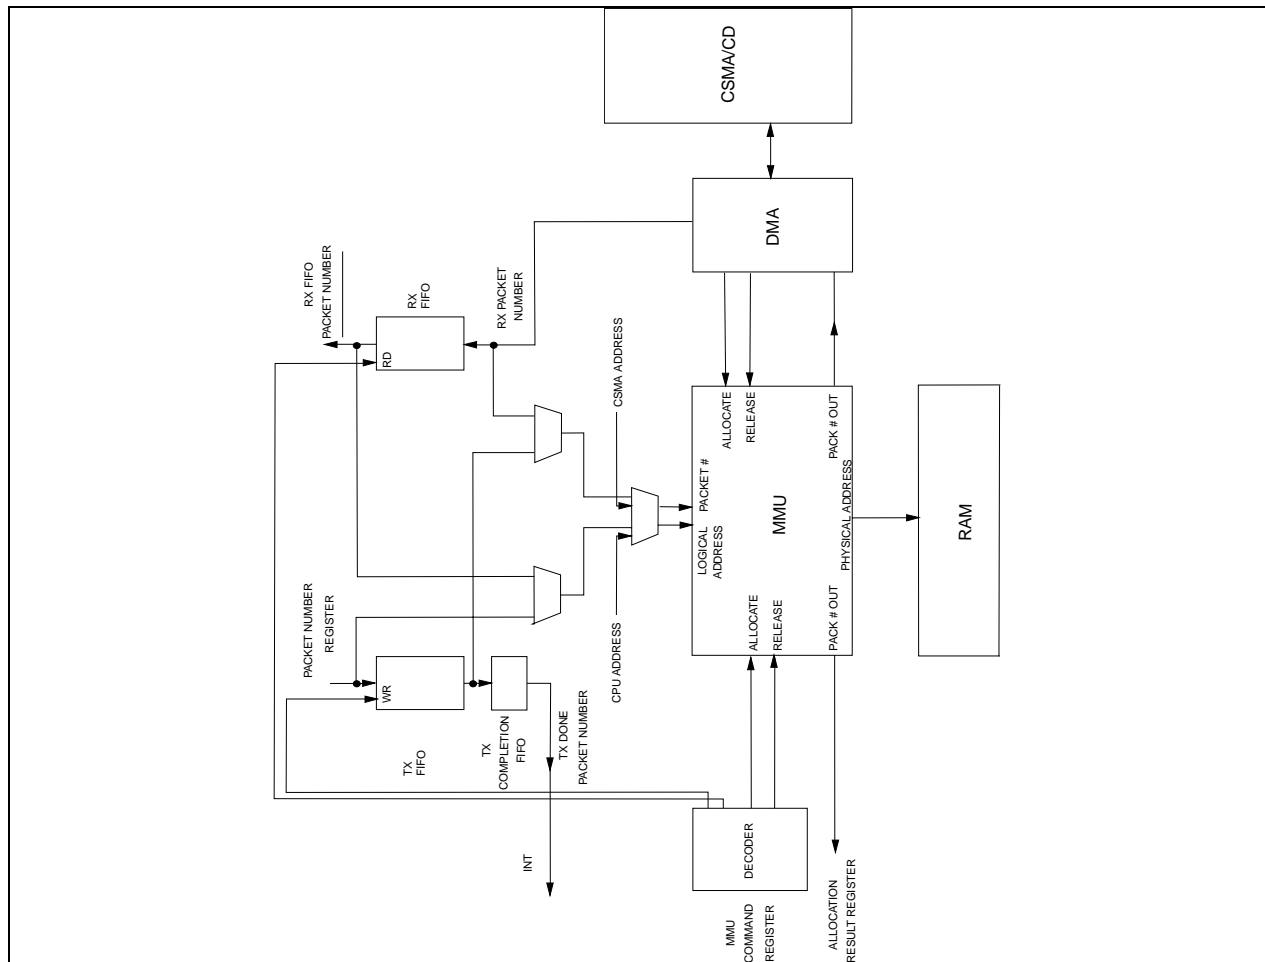 CSMA/CD
DMA
RX FIFO
PACKET NUMBER
RX
FIFO
RD
RX PACKET
NUMBER
CSMA ADDRESS
ALLOCATE
RELEASE
PACK # OUT
PACKET #
LOGICAL
ADDRESS
MMU
PHYSICAL ADDRESS
RAM
PACKET NUMBER
REGISTER
WR
TX
FIFO
TX
COMPLETION
FIFO
TX DONE
PACKET NUMBER
CPU ADDRESS
ALLOCATE
RELEASE
PACK # OUT
INT
DECODER
MMU
COMMAND
REGISTER
ALLOCATION
RESULT REGISTER